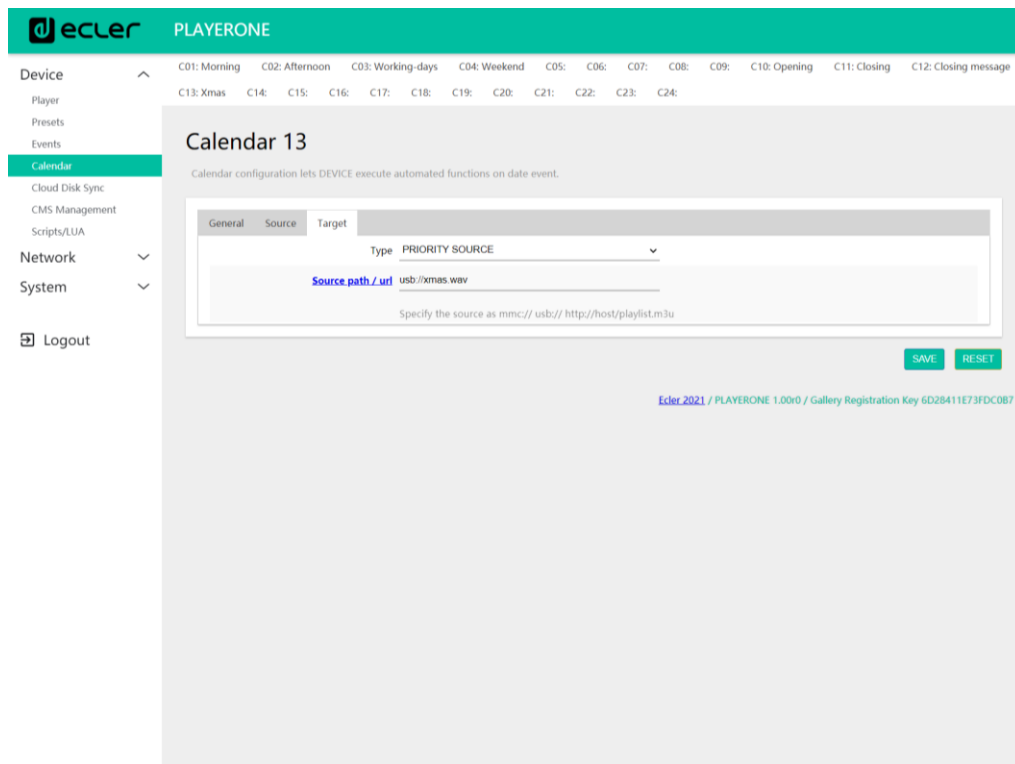 ecler PLAYERONE
Device
Player
Presets
Events
Calendar
Cloud Disk Sync
CMS Management
Scripts/LUA
Network
System
Logout
C01: Morning C02: Afternoon C03: Working-days C04: Weekend C05: C06: C07: C08: C09: C10: Opening C11: Closing C12: Closing message
C13: Xmas C14: C15: C16: C17: C18: C19: C20: C21: C22: C23: C24:
Calendar 13
Calendar configuration lets DEVICE execute automated functions on date event.
General Source Target
Type PRIORITY SOURCE
Source path / url usb://xmas.wav
Specify the source as mmc:// usb:// http://host/playlist.m3u
SAVE RESET
Ecler 2021 / PLAYERONE 1.00r0 / Gallery Registration Key 6D28411E73FDC0B7